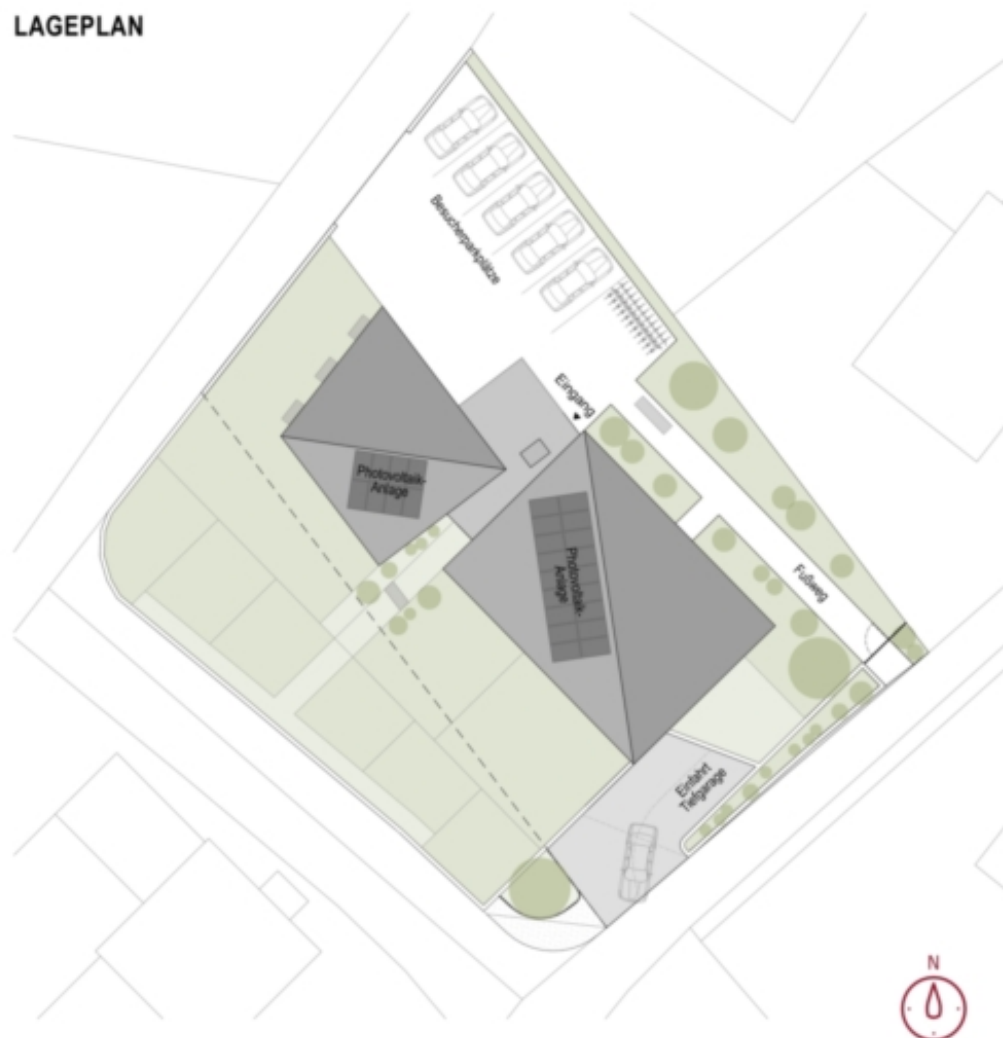 LAGEPLAN
Besucherparkplätze
Eingang
Photovoltaik-
Anlage
Photovoltaik-
Anlage
Fußweg
Einfahrt
Tiefgarage
N